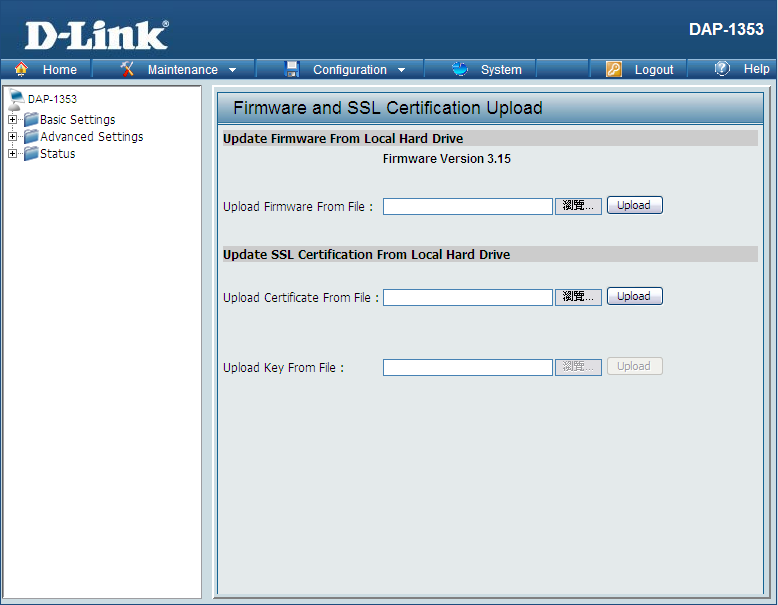 D-Link®
DAP-1353
Home Maintenance Configuration System Logout Help
DAP-1353
Basic Settings
Advanced Settings
Status
Firmware and SSL Certification Upload
Update Firmware From Local Hard Drive
Firmware Version 3.15
Upload Firmware From File : 瀏覽... Upload
Update SSL Certification From Local Hard Drive
Upload Certificate From File : 瀏覽... Upload
Upload Key From File : 瀏覽... Upload